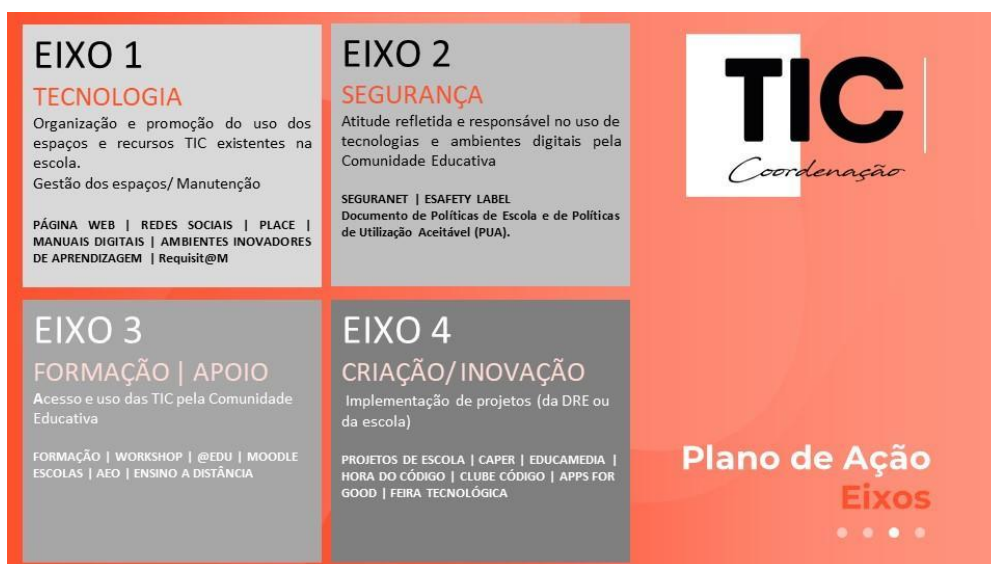 EIXO 1
TECNOLOGIA
Organização e promoção do uso dos
espaços e recursos TIC existentes na
escola.
Gestão dos espaços/ Manutenção
PÁGINA WEB | REDES SOCIAIS | PLACE |
MANUAIS DIGITAIS | AMBIENTES INOVADORES
DE APRENDIZAGEM | Requisit@M
EIXO 2
SEGURANÇA
Atitude refletida e responsável no uso de
tecnologias e ambientes digitais pela
Comunidade Educativa
SEGURANET | ESAFETY LABEL
Documento de Políticas de Escola e de Políticas
de Utilização Aceitável (PUA).
EIXO 3
FORMAÇÃO | APOIO
Acesso e uso das TIC pela Comunidade
Educativa
FORMAÇÃO | WORKSHOP | @EDU | MOODLE
ESCOLAS | AEO | ENSINO A DISTÂNCIA
EIXO 4
CRIAÇÃO/ INOVAÇÃO
Implementação de projetos (da DRE ou
da escola)
PROJETOS DE ESCOLA | CAPER | EDUCAMEDIA |
HORA DO CÓDIGO | CLUBE CÓDIGO | APPS FOR
GOOD | FEIRA TECNOLÓGICA
TIC
Coordenação
Plano de Ação
Eixos